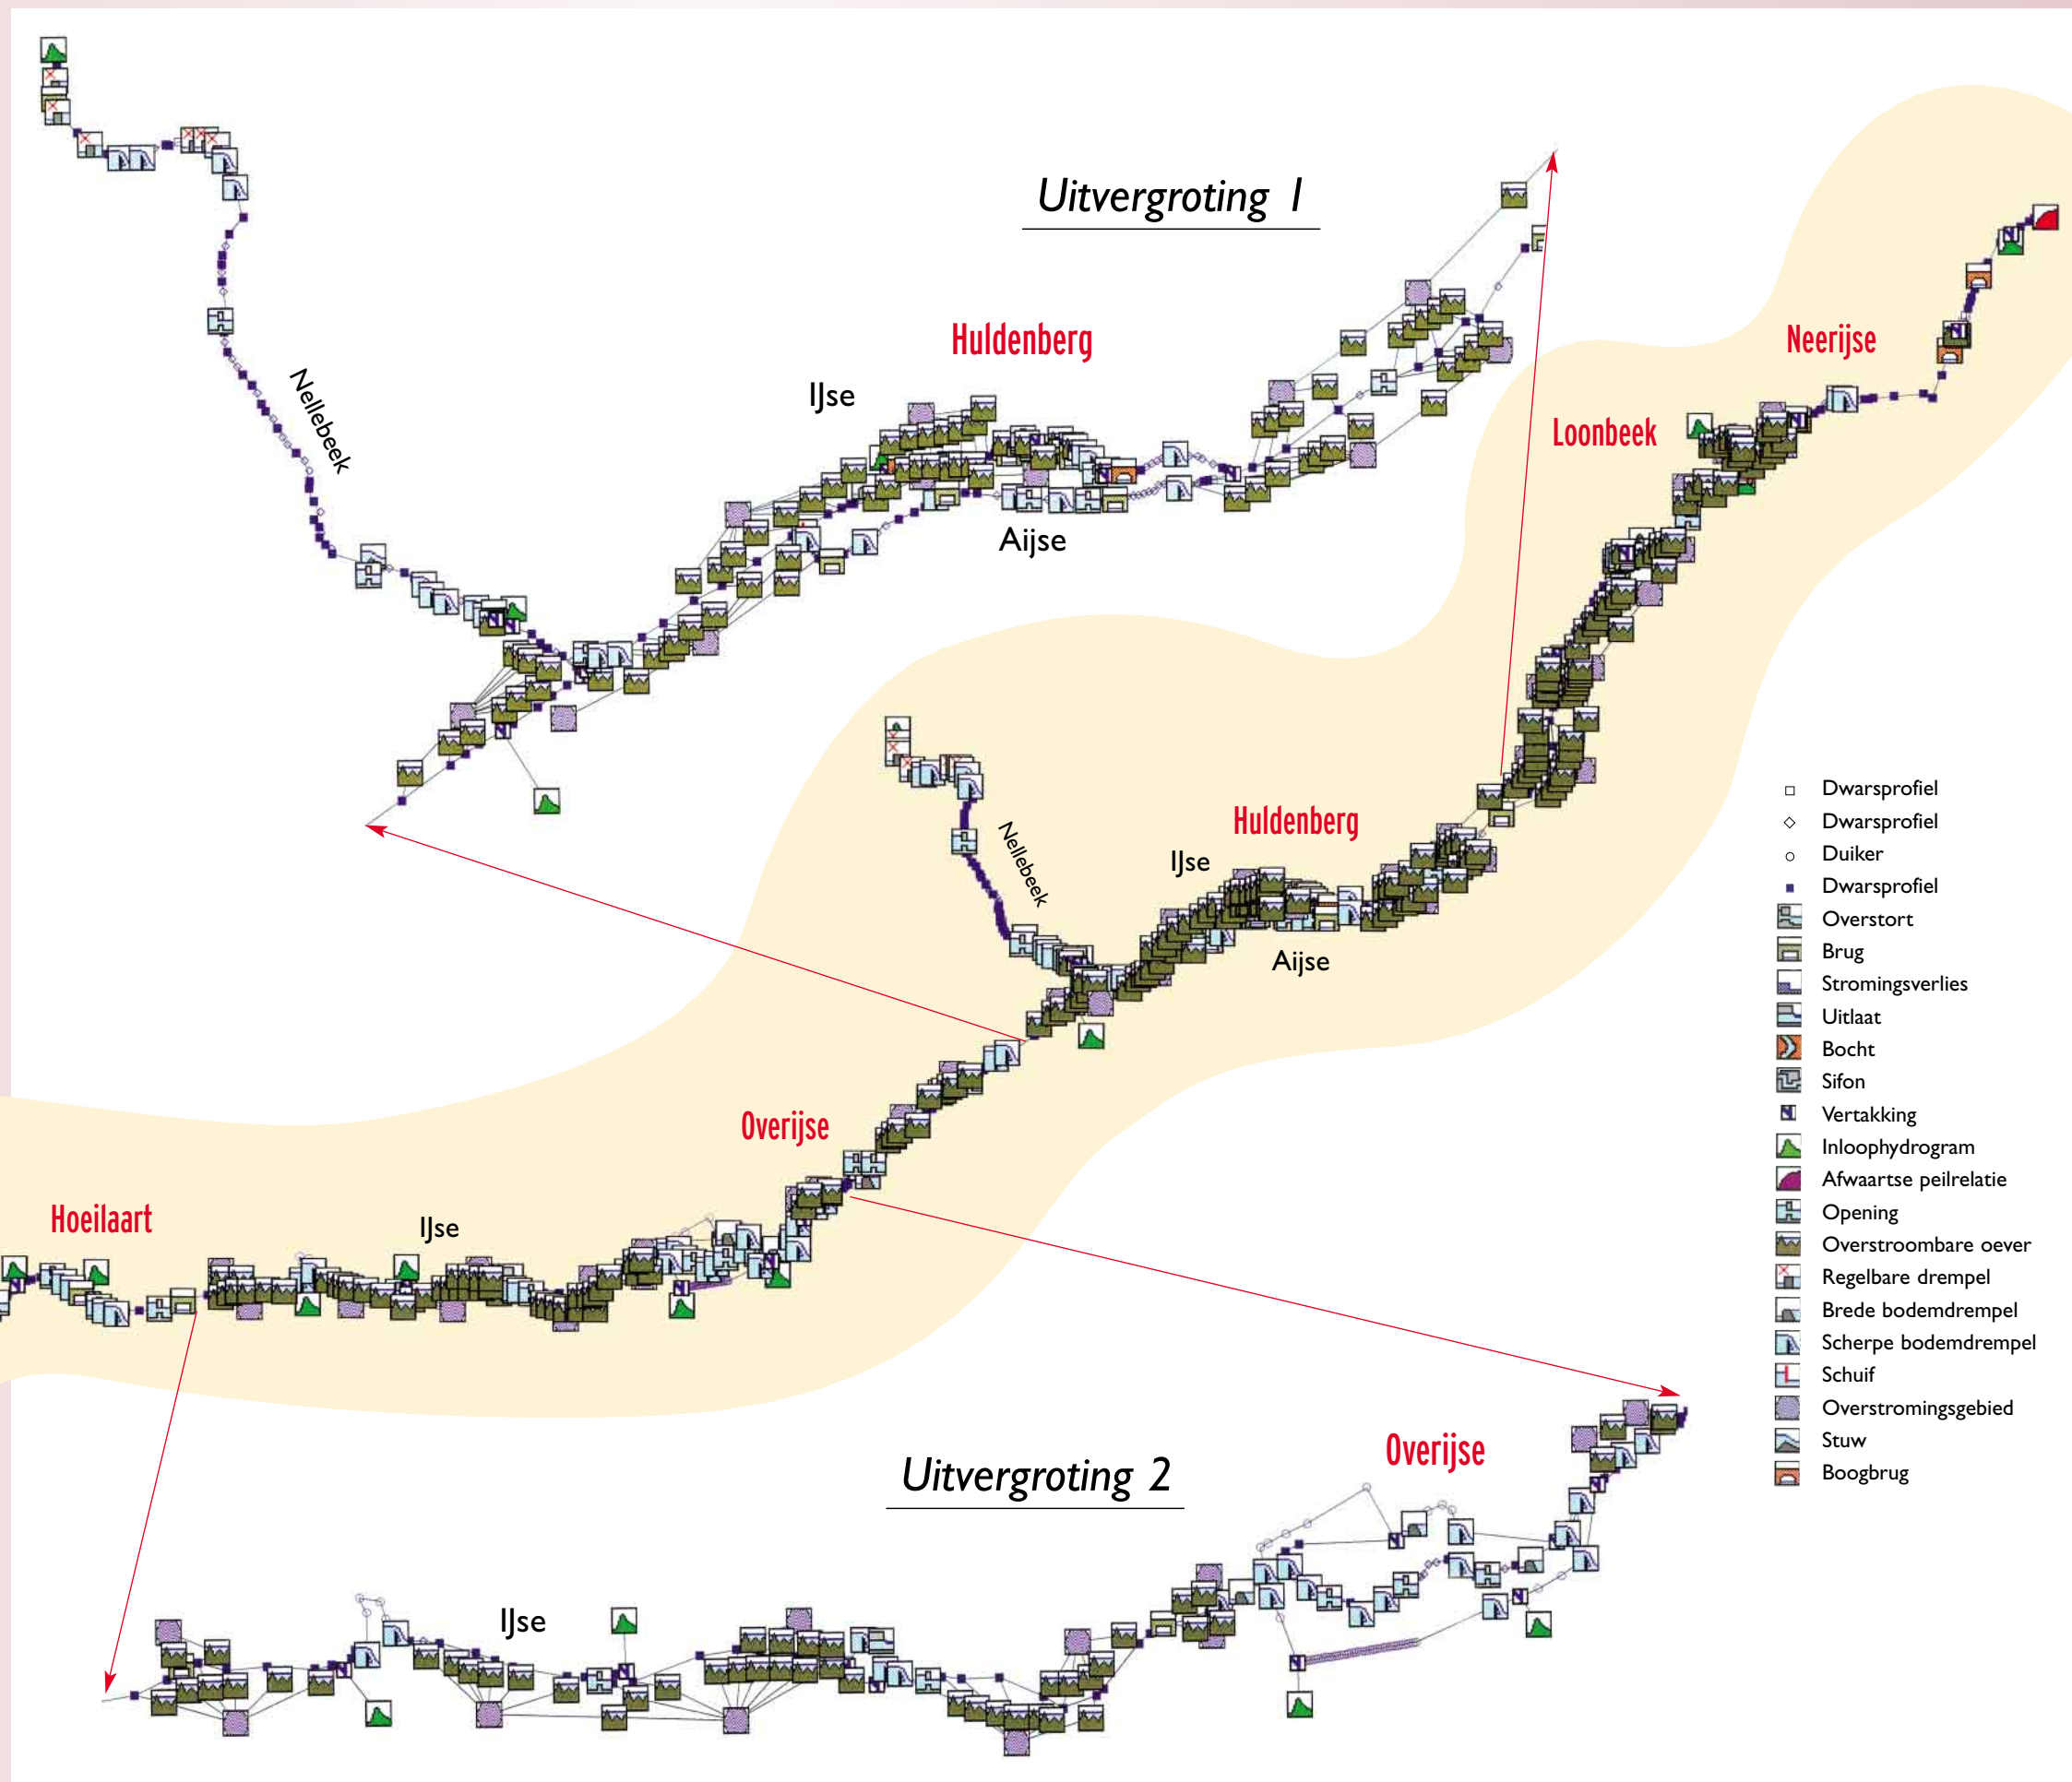 Uitvergroting 1
Huldenberg
IJse
Nellebeek
Aijse
Neerijse
Loonbeek
Huldenberg
IJse
Nellebeek
Aijse
Overijse
Hoeilaart
IJse
Uitvergroting 2
Overijse
IJse
Dwarsprofiel
Dwarsprofiel
Duiker
Dwarsprofiel
Overstort
Brug
Stromingsverlies
Uitlaat
Bocht
Sifon
Vertakking
Inloophydrogram
Afwaartse peilrelatie
Opening
Overstroombare oever
Regelbare drempel
Brede bodemdrempel
Scherpe bodemdrempel
Schuif
Overstromingsgebied
Stuw
Boogbrug